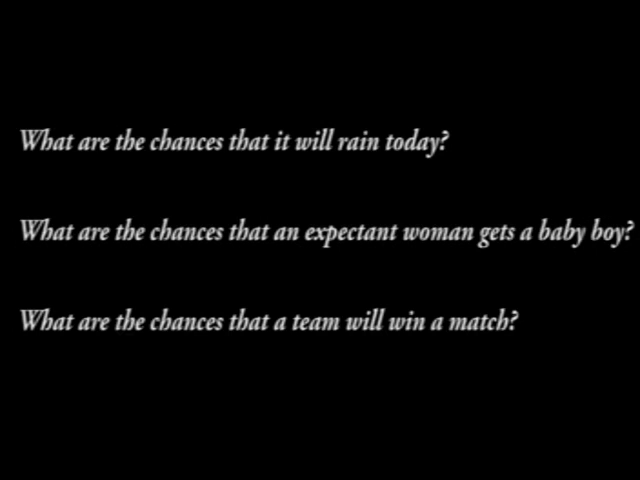 What are the chances that it will rain today?
What are the chances that an expectant woman gets a baby boy?
What are the chances that a team will win a match?